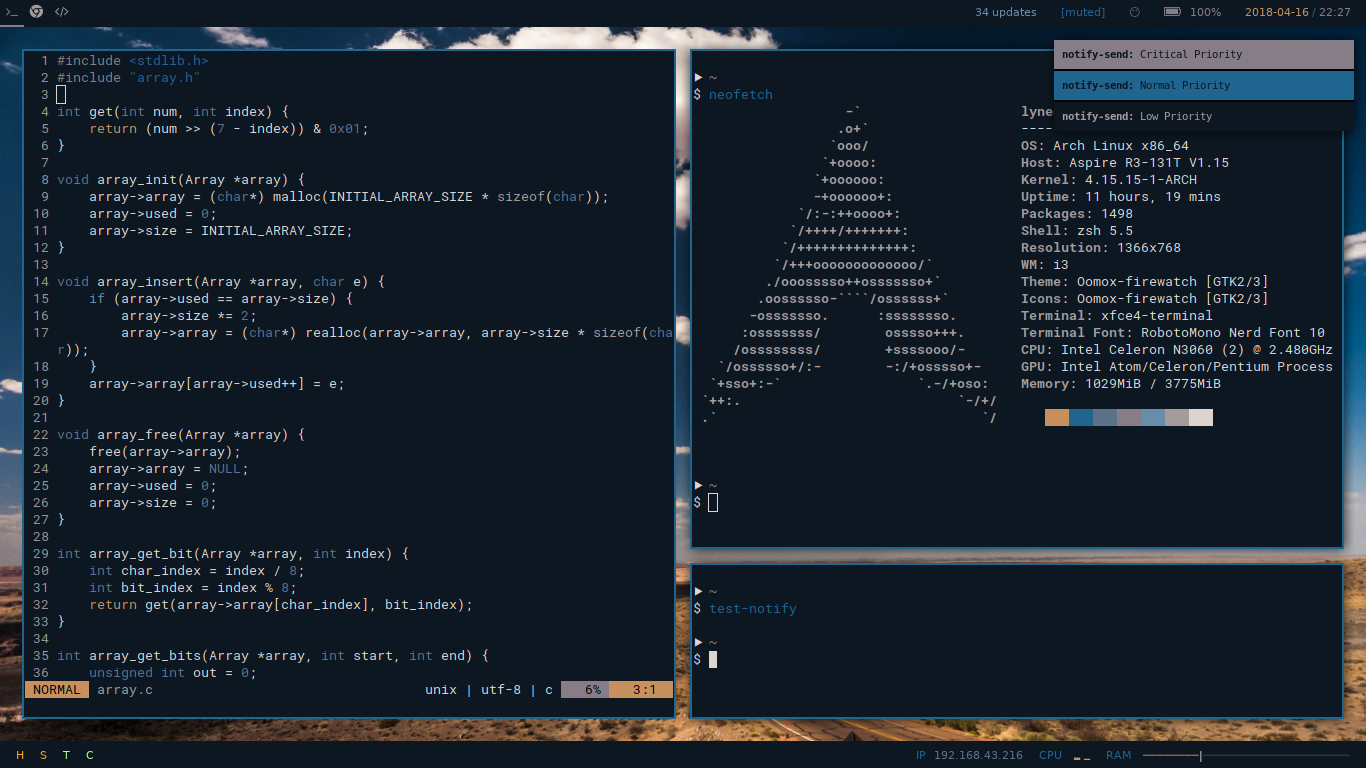 >_ </>
34 updates [muted] 100% 2018-04-16 / 22:27
1 #include <stdlib.h>
2 #include "array.h"
3
4 int get(int num, int index) {
5     return (num >> (7 - index)) & 0x01;
6 }
7
8 void array_init(Array *array) {
9     array->array = (char*) malloc(INITIAL_ARRAY_SIZE * sizeof(char));
10     array->used = 0;
11     array->size = INITIAL_ARRAY_SIZE;
12 }
13
14 void array_insert(Array *array, char e) {
15     if (array->used == array->size) {
16         array->size *= 2;
17         array->array = (char*) realloc(array->array, array->size * sizeof(cha
r));
18     }
19     array->array[array->used++] = e;
20 }
21
22 void array_free(Array *array) {
23     free(array->array);
24     array->array = NULL;
25     array->used = 0;
26     array->size = 0;
27 }
28
29 int array_get_bit(Array *array, int index) {
30     int char_index = index / 8;
31     int bit_index = index % 8;
32     return get(array->array[char_index], bit_index);
33 }
34
35 int array_get_bits(Array *array, int start, int end) {
36     unsigned int out = 0;
NORMAL array.c unix | utf-8 | c 6% 3:1
notify-send: Critical Priority
notify-send: Normal Priority
notify-send: Low Priority
▶ ~
$ neofetch
                  -`
                 .o+`
                `ooo/
               `+oooo:
              `+oooooo:
              -+oooooo+:
            `/:-:++oooo+:
           `/++++/+++++++:
          `/++++++++++++++:
         `/+++ooooooooooooo/`
        ./ooosssso++osssssso+`
       .oossssso-````/ossssss+`
      -osssssso.      :ssssssso.
     :osssssss/        osssso+++.
    /ossssssss/        +ssssooo/-
  `/ossssso+/:-        -:/+osssso+-
 `+sso+:-`                 `.-/+oso:
`++:.                           `-/+/
.`                                 `/
lyne
----
OS: Arch Linux x86_64
Host: Aspire R3-131T V1.15
Kernel: 4.15.15-1-ARCH
Uptime: 11 hours, 19 mins
Packages: 1498
Shell: zsh 5.5
Resolution: 1366x768
WM: i3
Theme: Oomox-firewatch [GTK2/3]
Icons: Oomox-firewatch [GTK2/3]
Terminal: xfce4-terminal
Terminal Font: RobotoMono Nerd Font 10
CPU: Intel Celeron N3060 (2) @ 2.480GHz
GPU: Intel Atom/Celeron/Pentium Process
Memory: 1029MiB / 3775MiB
▶ ~
$
▶ ~
$ test-notify
▶ ~
$
H S T C
IP 192.168.43.216 CPU RAM